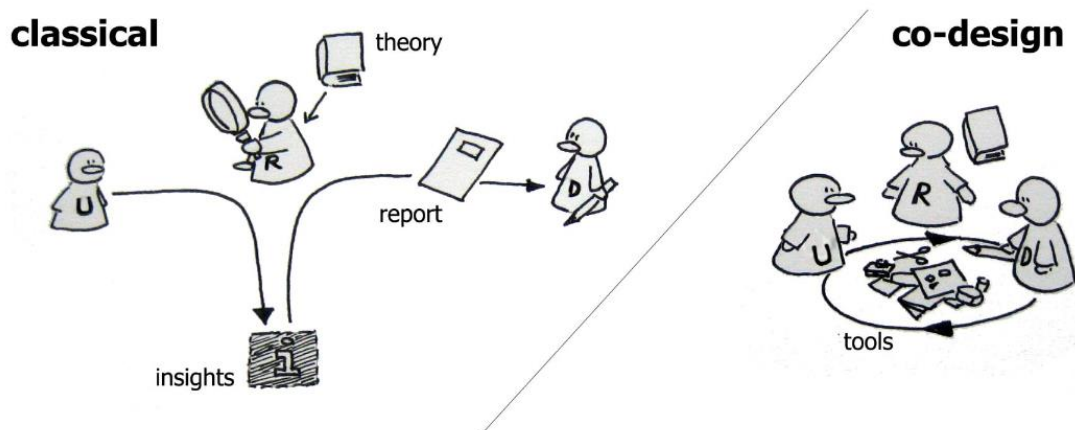 classical
co-design
theory
R
U
D
report
insights
i
R
U
D
tools